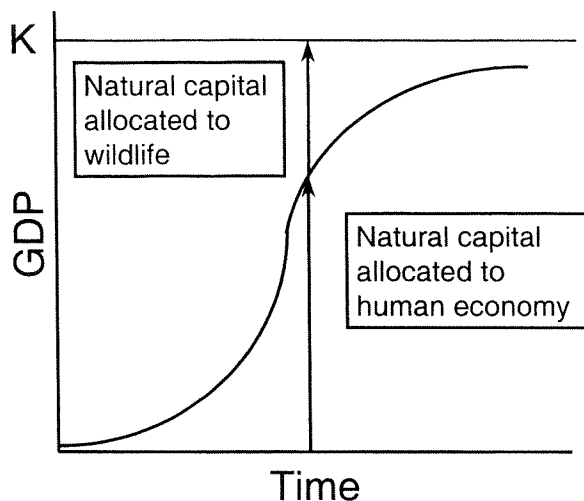 K
Natural capital
allocated to
wildlife
GDP
Natural capital
allocated to
human economy
Time